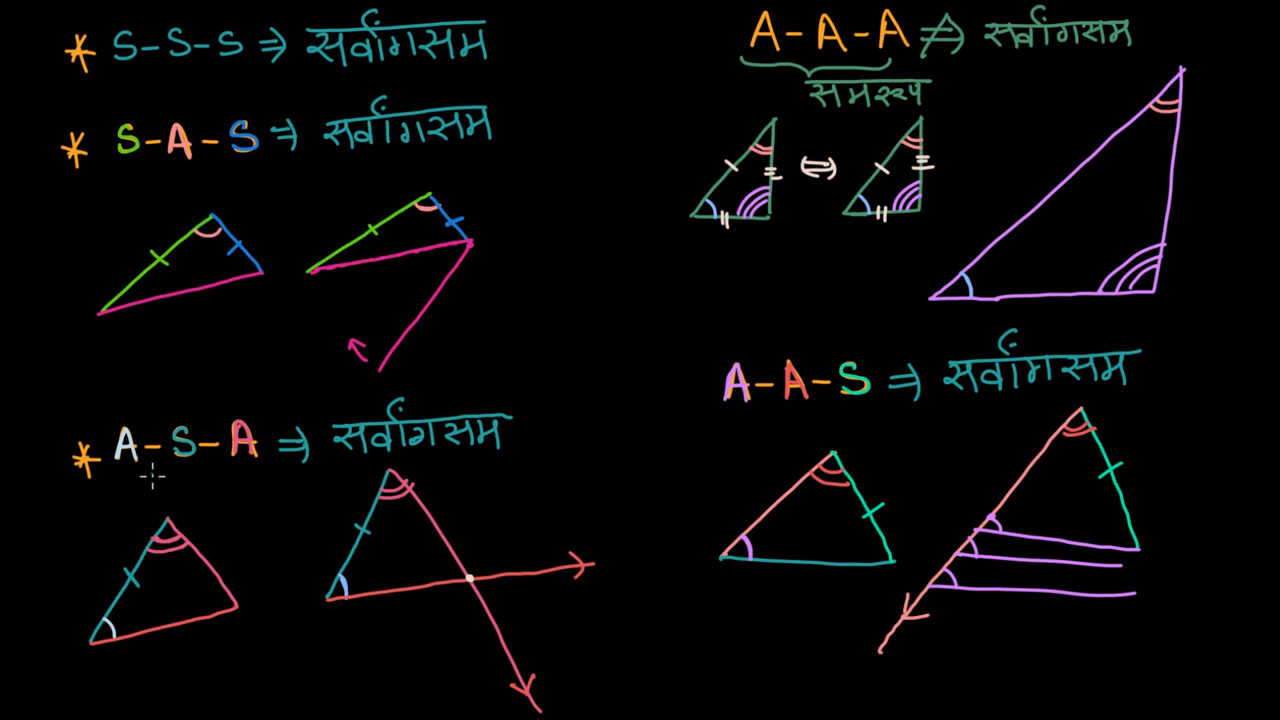 * S-S-S ⇒ सर्वांगसम
* S-A-S ⇒ सर्वांगसम
* A-S-A ⇒ सर्वांगसम
A-A-A ⇏ सर्वांगसम
समरूप
⇔
A-A-S ⇒ सर्वांगसम